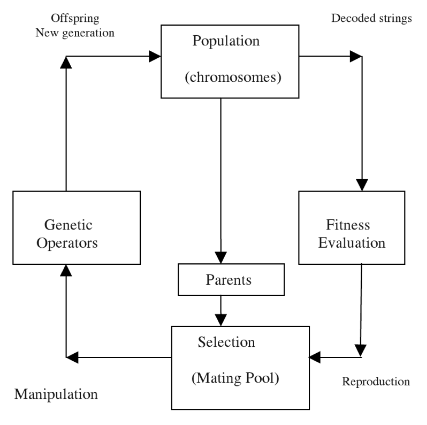 Offspring
New generation
Decoded strings
Population
(chromosomes)
Genetic
Operators
Fitness
Evaluation
Parents
Selection
(Mating Pool)
Manipulation
Reproduction